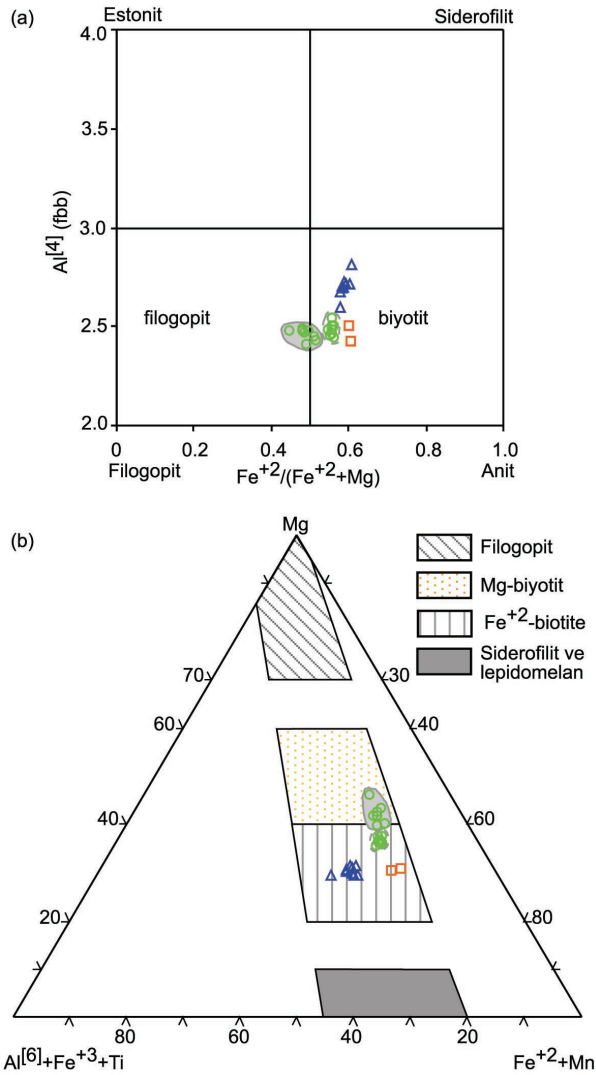 (a)
Estonit
Siderofilit
4.0
3.5
3.0
2.5
2.0
Al[4] (fbb)
filogopit
biyotit
0
0.2
0.4
0.6
0.8
1.0
Filogopit
Fe+2/(Fe+2+Mg)
Anit
(b)
Mg
Filogopit
Mg-biyotit
Fe+2-biotite
Siderofilit ve
lepidomelan
70
30
60
40
40
60
20
80
80
60
40
20
Al[6]+Fe+3+Ti
Fe+2+Mn